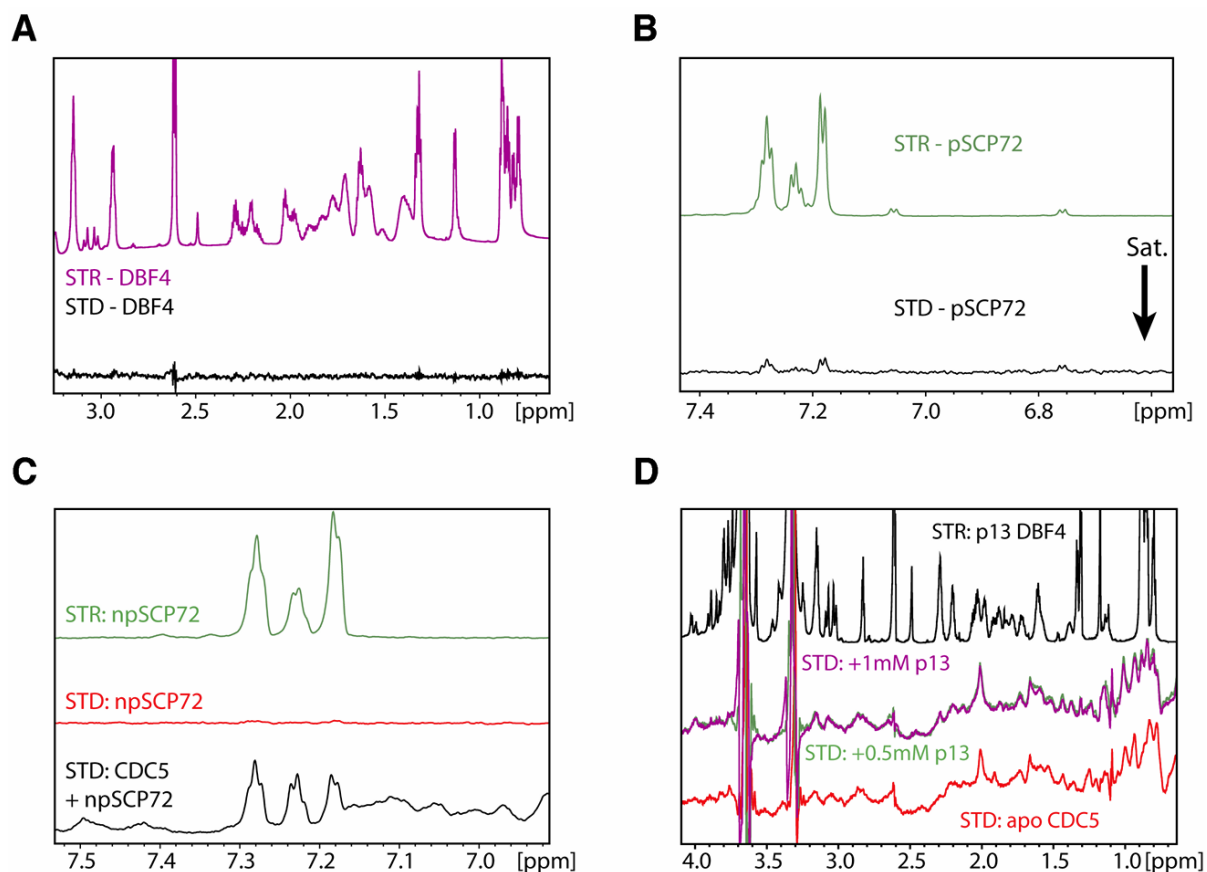 A
STR - DBF4
STD - DBF4
3.0 2.5 2.0 1.5 1.0 [ppm]
B
STR - pSCP72
Sat.
STD - pSCP72
7.4 7.2 7.0 6.8 [ppm]
C
STR: npSCP72
STD: npSCP72
STD: CDC5
+ npSCP72
7.5 7.4 7.3 7.2 7.1 7.0 [ppm]
D
STR: p13 DBF4
STD: +1mM p13
STD: +0.5mM p13
STD: apo CDC5
4.0 3.5 3.0 2.5 2.0 1.5 1.0 [ppm]